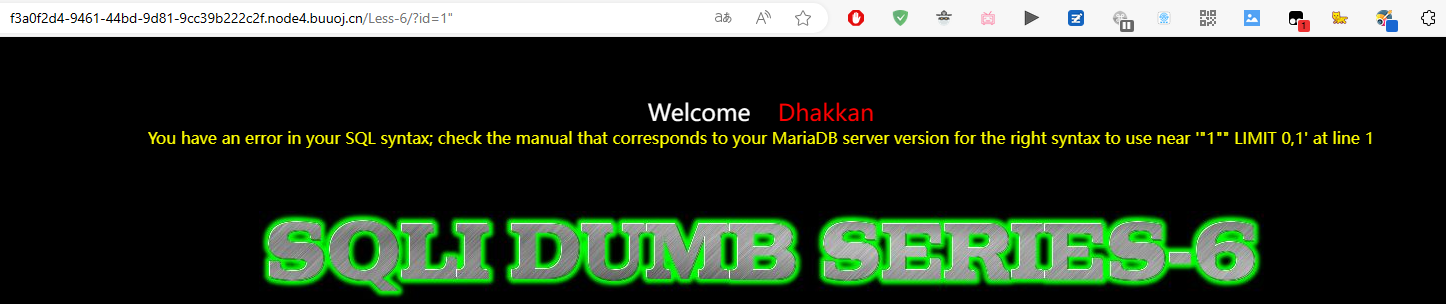 f3a0f2d4-9461-44bd-9d81-9cc39b222c2f.node4.buuoj.cn/Less-6/?id=1"
Welcome Dhakkan
You have an error in your SQL syntax; check the manual that corresponds to your MariaDB server version for the right syntax to use near '"1"" LIMIT 0,1' at line 1
SQLI DUMB SERIES-6